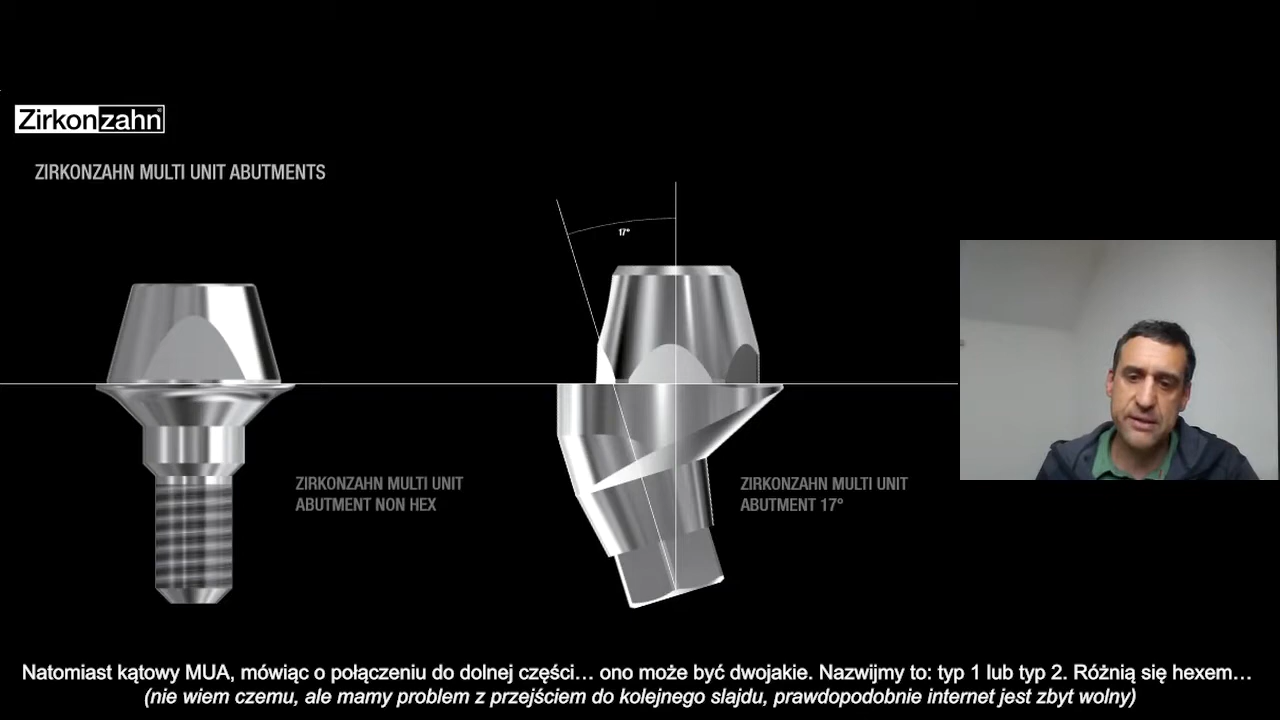 Zirkonzahn®
ZIRKONZAHN MULTI UNIT ABUTMENTS
17°
ZIRKONZAHN MULTI UNIT
ABUTMENT NON HEX
ZIRKONZAHN MULTI UNIT
ABUTMENT 17°
Natomiast kątowy MUA, mówiąc o połączeniu do dolnej części… ono może być dwojakie. Nazwijmy to: typ 1 lub typ 2. Różnią się hexem…
(nie wiem czemu, ale mamy problem z przejściem do kolejnego slajdu, prawdopodobnie internet jest zbyt wolny)